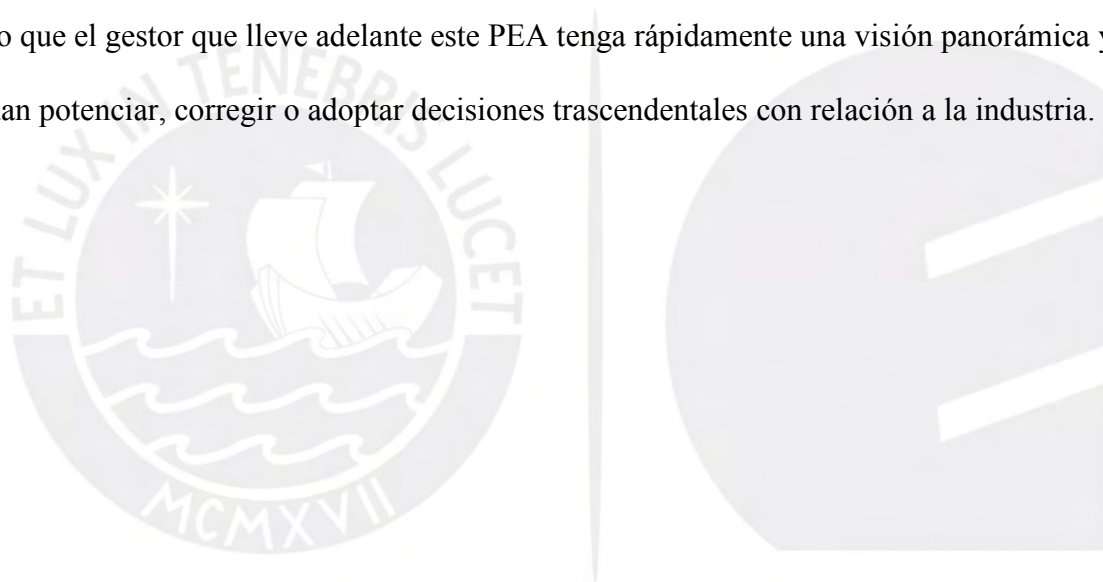 o que el gestor que lleve adelante este PEA tenga rápidamente una visión panorámica y
an potenciar, corregir o adoptar decisiones trascendentales con relación a la industria.
ET LUX IN TENEBRIS LUCET
MCMXVII